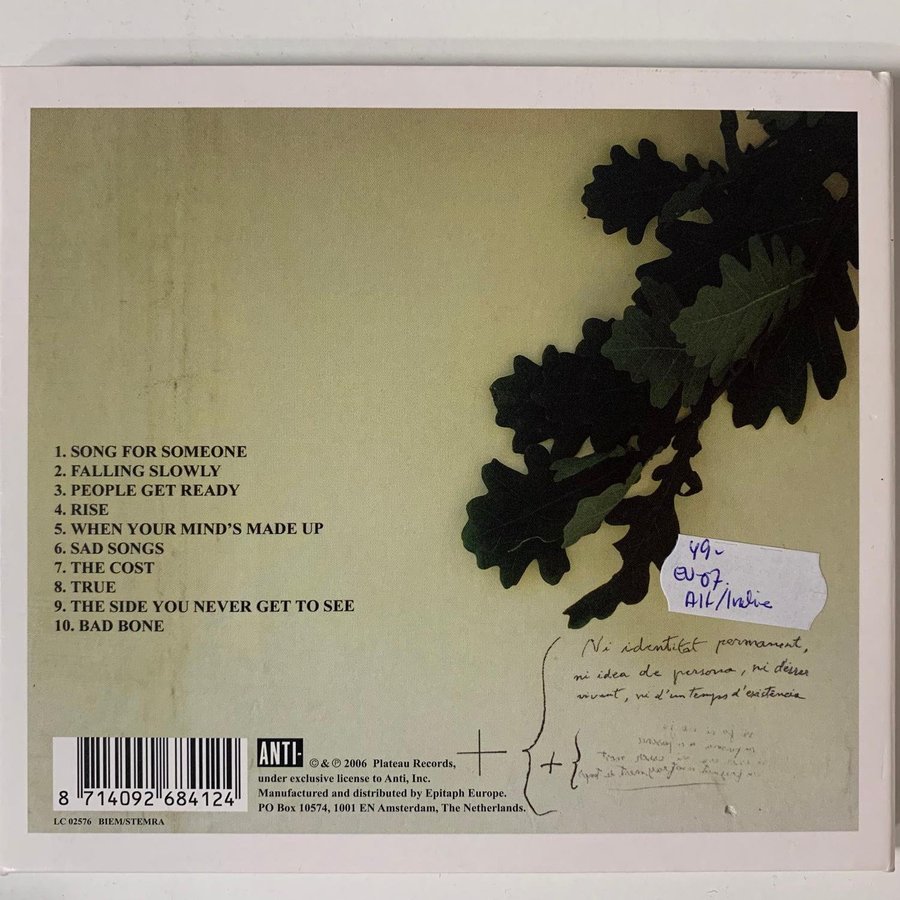 1. SONG FOR SOMEONE
2. FALLING SLOWLY
3. PEOPLE GET READY
4. RISE
5. WHEN YOUR MIND'S MADE UP
6. SAD SONGS
7. THE COST
8. TRUE
9. THE SIDE YOU NEVER GET TO SEE
10. BAD BONE
49-
EU-07.
Alt/Indie
Ni identitat permanent,
ni idea de persona, ni d'ésser
vivent, ni d'un temps d'existència
8 714092 684124
LC 02576 BIEM/STEMRA
ANTI-
© & ℗ 2006 Plateau Records,
under exclusive license to Anti, Inc.
Manufactured and distributed by Epitaph Europe.
PO Box 10574, 1001 EN Amsterdam, The Netherlands.